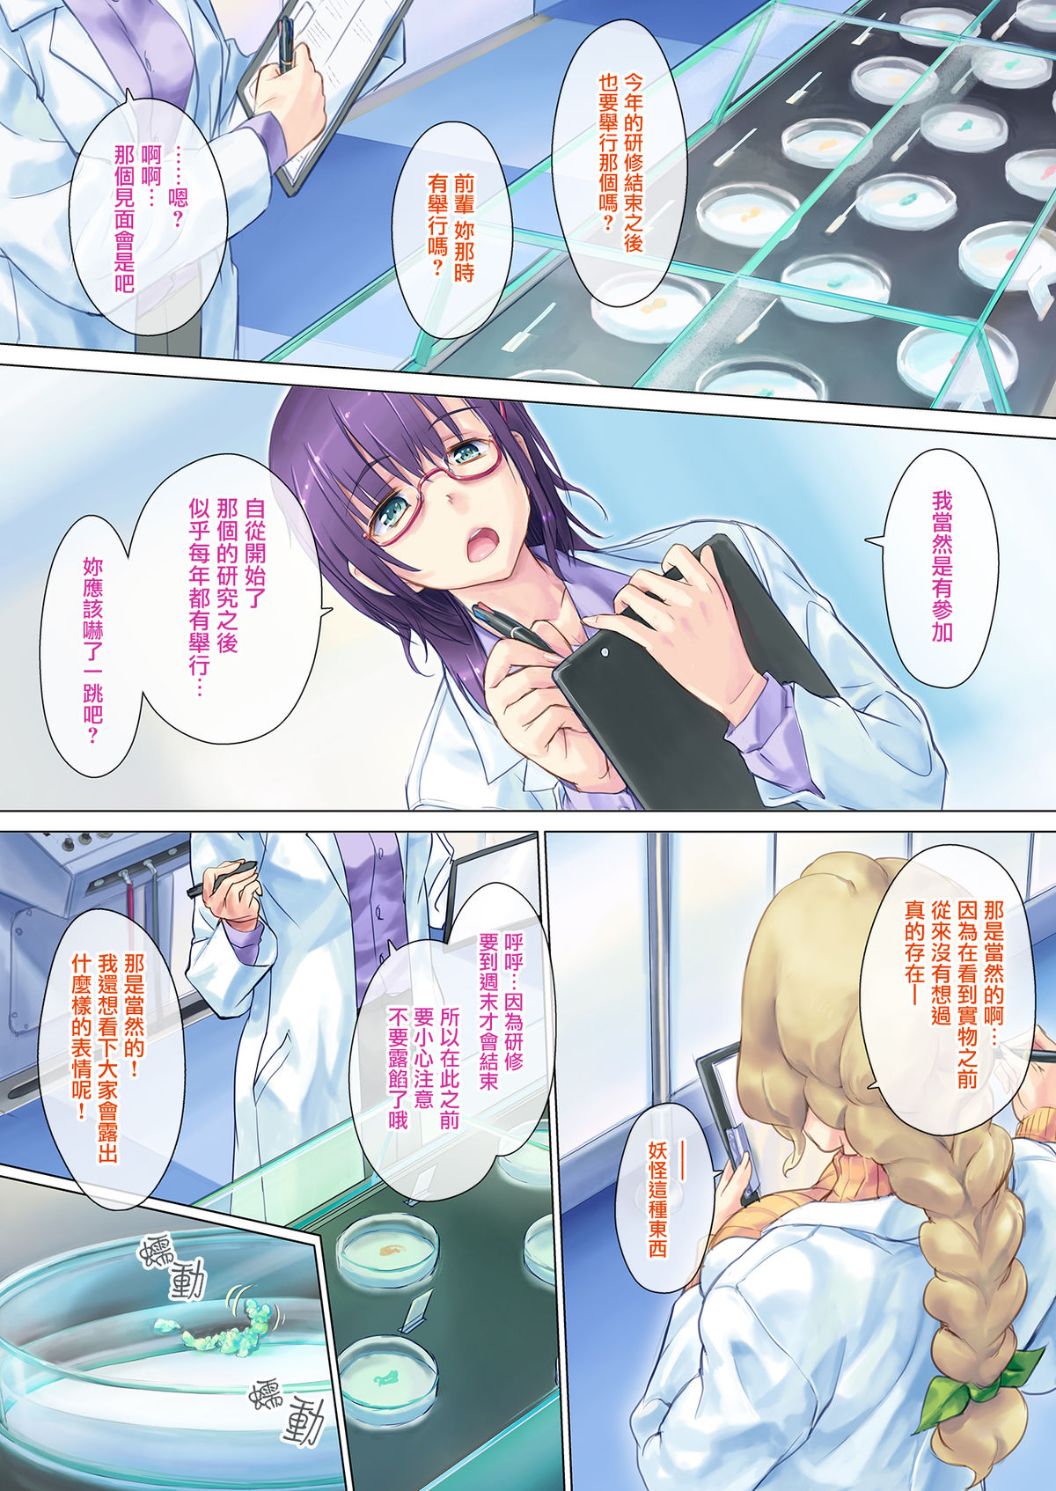 今年的研修結束之後
也要舉行那個嗎？
前輩 妳那時
有舉行嗎？
……嗯？
啊啊…
那個見面會是吧
我當然是有參加
自從開始了
那個的研究之後
似乎每年都有舉行…
妳應該嚇了一跳吧？
那是當然的啊…
因為在看到實物之前
從來沒有想過
真的存在—
——
妖怪這種東西
呼呼…因為研修
要到週末才會結束
所以在此之前
要小心注意
不要露餡了哦
那是當然的！
我還想看下大家會露出
什麼樣的表情呢！
蠕動
蠕動